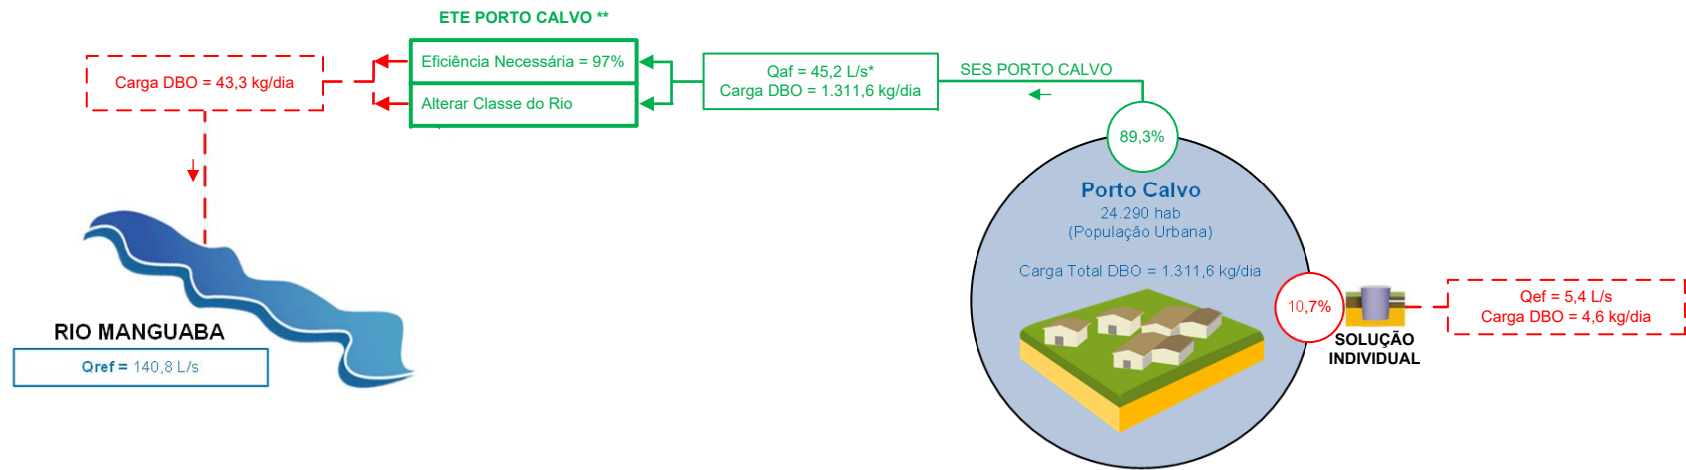 ETE PORTO CALVO **
Carga DBO = 43,3 kg/dia
Eficiência Necessária = 97%
Alterar Classe do Rio
Qaf = 45,2 L/s*
Carga DBO = 1.311,6 kg/dia
SES PORTO CALVO
89,3%
Porto Calvo
24.290 hab
(População Urbana)
Carga Total DBO = 1.311,6 kg/dia
10,7%
SOLUÇÃO
INDIVIDUAL
Qef = 5,4 L/s
Carga DBO = 4,6 kg/dia
RIO MANGUABA
Qref = 140,8 L/s